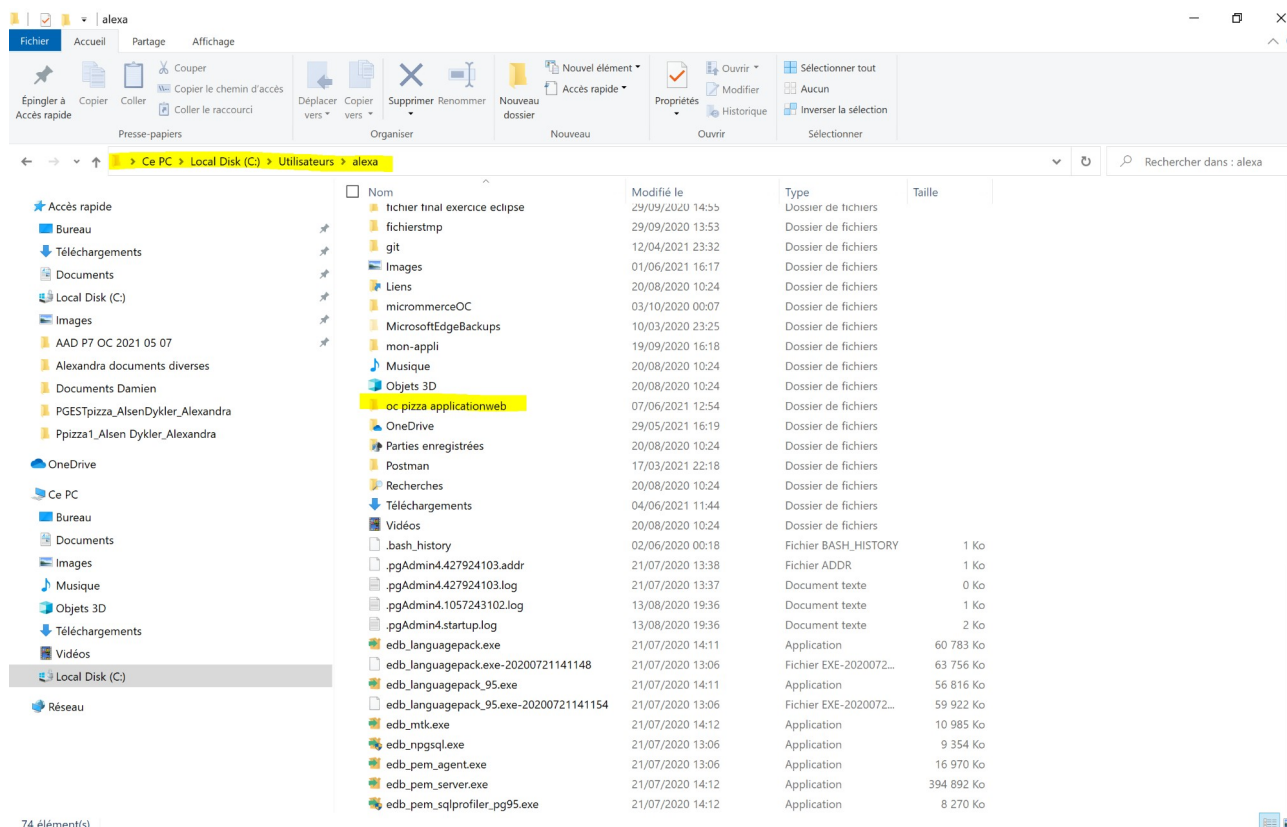 alexa
Fichier Accueil Partage Affichage
Épingler à Accès rapide
Copier
Coller
Couper
Copier le chemin d'accès
Coller le raccourci
Presse-papiers
Déplacer vers
Copier vers
Supprimer
Renommer
Organiser
Nouveau dossier
Nouvel élément
Accès rapide
Nouveau
Propriétés
Ouvrir
Modifier
Historique
Ouvrir
Sélectionner tout
Aucun
Inverser la sélection
Sélectionner
Ce PC > Local Disk (C:) > Utilisateurs > alexa
Rechercher dans : alexa
Accès rapide
Bureau
Téléchargements
Documents
Local Disk (C:)
Images
AAD P7 OC 2021 05 07
Alexandra documents diverses
Documents Damien
PGESTpizza_AlsenDykler_Alexandra
Ppizza1_Alsen Dykler_Alexandra
OneDrive
Ce PC
Bureau
Documents
Images
Musique
Objets 3D
Téléchargements
Vidéos
Local Disk (C:)
Réseau
Nom Modifié le Type Taille
fichier final exercice eclipse 29/09/2020 14:55 Dossier de fichiers
fichierstmp 29/09/2020 13:53 Dossier de fichiers
git 12/04/2021 23:32 Dossier de fichiers
Images 01/06/2021 16:17 Dossier de fichiers
Liens 20/08/2020 10:24 Dossier de fichiers
micrommerceOC 03/10/2020 00:07 Dossier de fichiers
MicrosoftEdgeBackups 10/03/2020 23:25 Dossier de fichiers
mon-appli 19/09/2020 16:18 Dossier de fichiers
Musique 20/08/2020 10:24 Dossier de fichiers
Objets 3D 20/08/2020 10:24 Dossier de fichiers
oc pizza applicationweb 07/06/2021 12:54 Dossier de fichiers
OneDrive 29/05/2021 16:19 Dossier de fichiers
Parties enregistrées 20/08/2020 10:24 Dossier de fichiers
Postman 17/03/2021 22:18 Dossier de fichiers
Recherches 20/08/2020 10:24 Dossier de fichiers
Téléchargements 04/06/2021 11:44 Dossier de fichiers
Vidéos 20/08/2020 10:24 Dossier de fichiers
.bash_history 02/06/2020 00:18 Fichier BASH_HISTORY 1 Ko
.pgAdmin4.427924103.addr 21/07/2020 13:38 Fichier ADDR 1 Ko
.pgAdmin4.427924103.log 21/07/2020 13:37 Document texte 0 Ko
.pgAdmin4.1057243102.log 13/08/2020 19:36 Document texte 1 Ko
.pgAdmin4.startup.log 13/08/2020 19:36 Document texte 2 Ko
edb_languagepack.exe 21/07/2020 14:11 Application 60 783 Ko
edb_languagepack.exe-20200721141148 21/07/2020 13:06 Fichier EXE-2020072... 63 756 Ko
edb_languagepack_95.exe 21/07/2020 14:11 Application 56 816 Ko
edb_languagepack_95.exe-20200721141154 21/07/2020 13:06 Fichier EXE-2020072... 59 922 Ko
edb_mtk.exe 21/07/2020 14:12 Application 10 985 Ko
edb_npgsql.exe 21/07/2020 13:06 Application 9 354 Ko
edb_pem_agent.exe 21/07/2020 13:06 Application 16 970 Ko
edb_pem_server.exe 21/07/2020 14:12 Application 394 892 Ko
edb_pem_sqlprofiler_pg95.exe 21/07/2020 14:12 Application 8 270 Ko
74 élément(s)